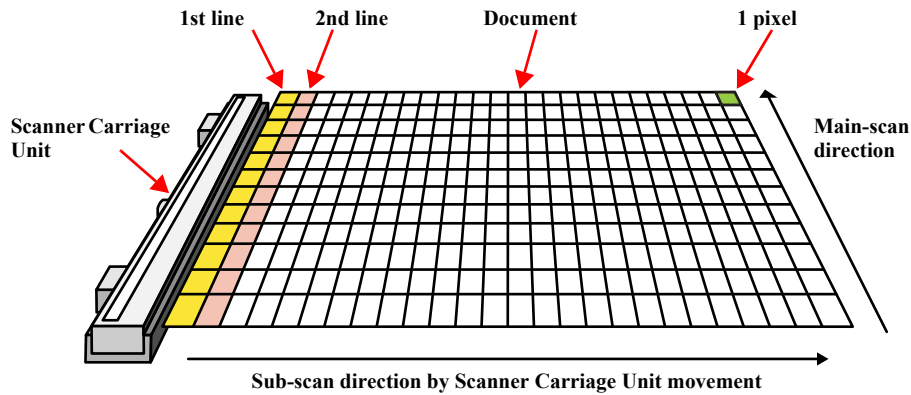 1st line
2nd line
Document
1 pixel
Scanner Carriage
Unit
Main-scan
direction
Sub-scan direction by Scanner Carriage Unit movement